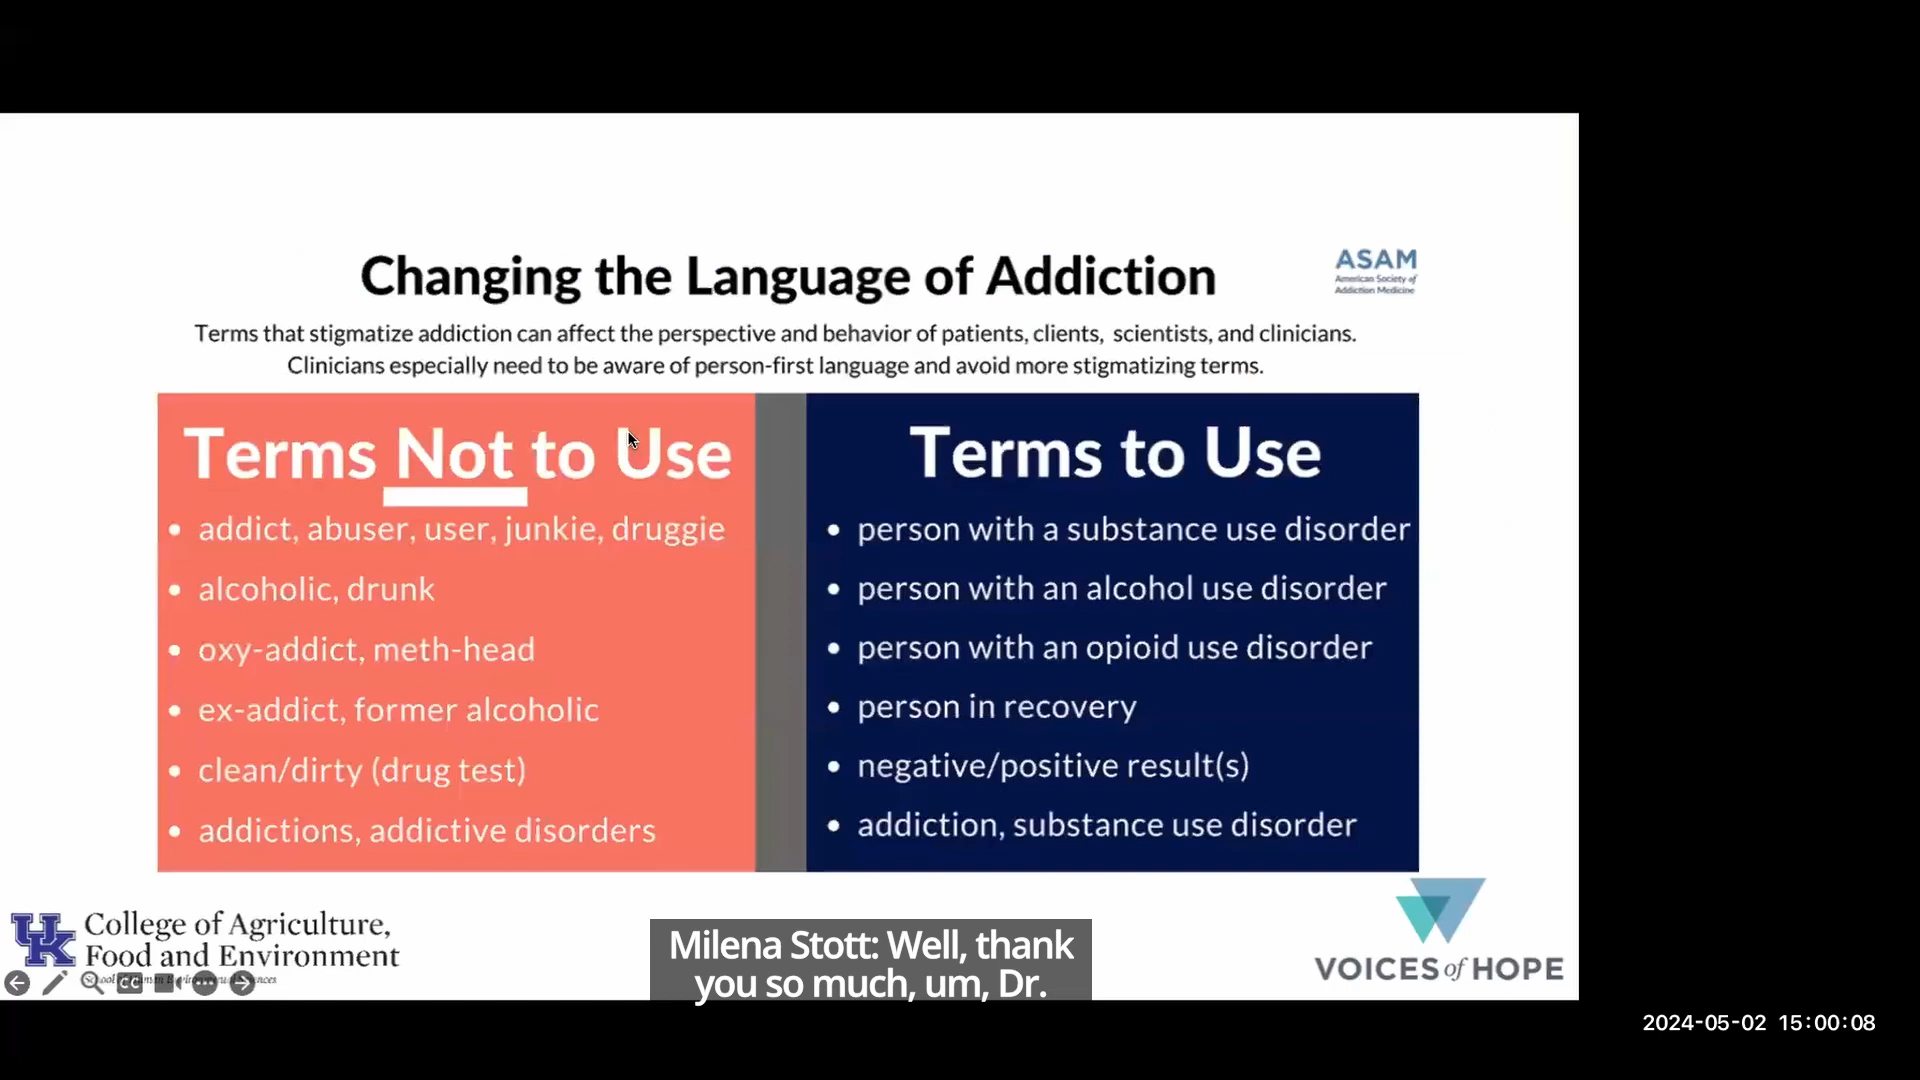 Changing the Language of Addiction
ASAM
American Society of
Addiction Medicine
Terms that stigmatize addiction can affect the perspective and behavior of patients, clients, scientists, and clinicians.
Clinicians especially need to be aware of person-first language and avoid more stigmatizing terms.
Terms Not to Use
• addict, abuser, user, junkie, druggie
• alcoholic, drunk
• oxy-addict, meth-head
• ex-addict, former alcoholic
• clean/dirty (drug test)
• addictions, addictive disorders
Terms to Use
• person with a substance use disorder
• person with an alcohol use disorder
• person with an opioid use disorder
• person in recovery
• negative/positive result(s)
• addiction, substance use disorder
UK
College of Agriculture,
Food and Environment
CC
Milena Stott: Well, thank
you so much, um, Dr.
VOICES of HOPE
2024-05-02 15:00:08